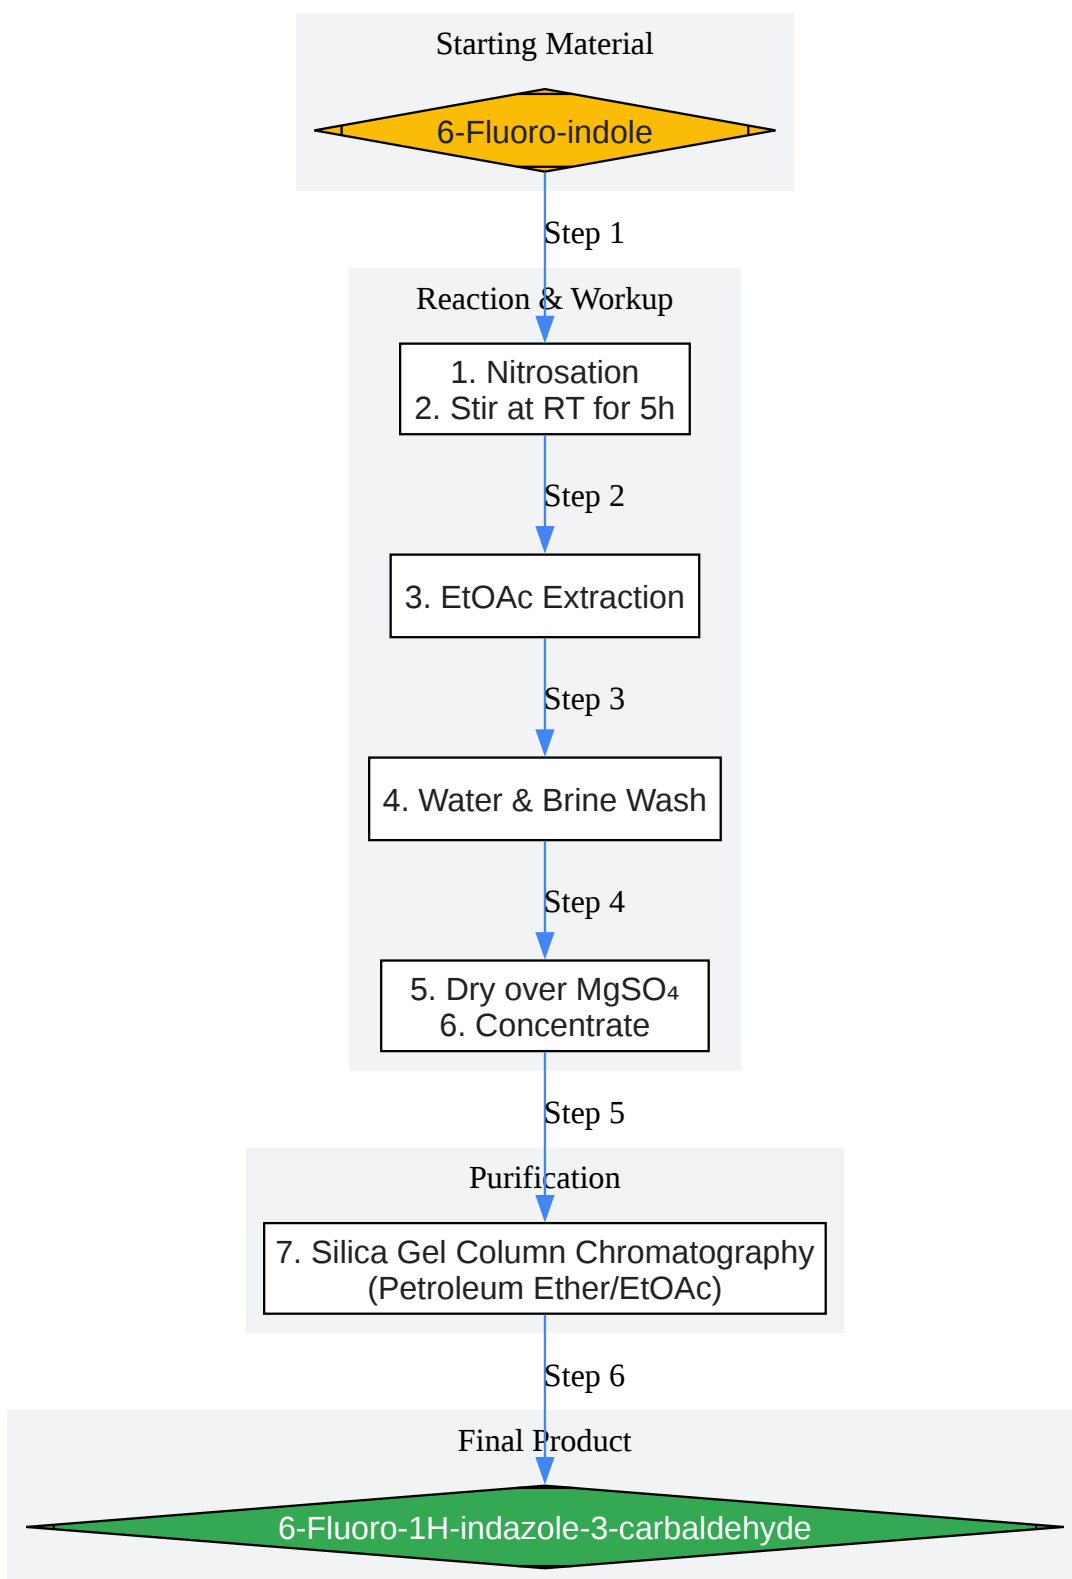 Starting Material
6-Fluoro-indole
Step 1
Reaction & Workup
1. Nitrosation
2. Stir at RT for 5h
Step 2
3. EtOAc Extraction
Step 3
4. Water & Brine Wash
Step 4
5. Dry over MgSO₄
6. Concentrate
Step 5
Purification
7. Silica Gel Column Chromatography
(Petroleum Ether/EtOAc)
Step 6
Final Product
6-Fluoro-1H-indazole-3-carbaldehyde